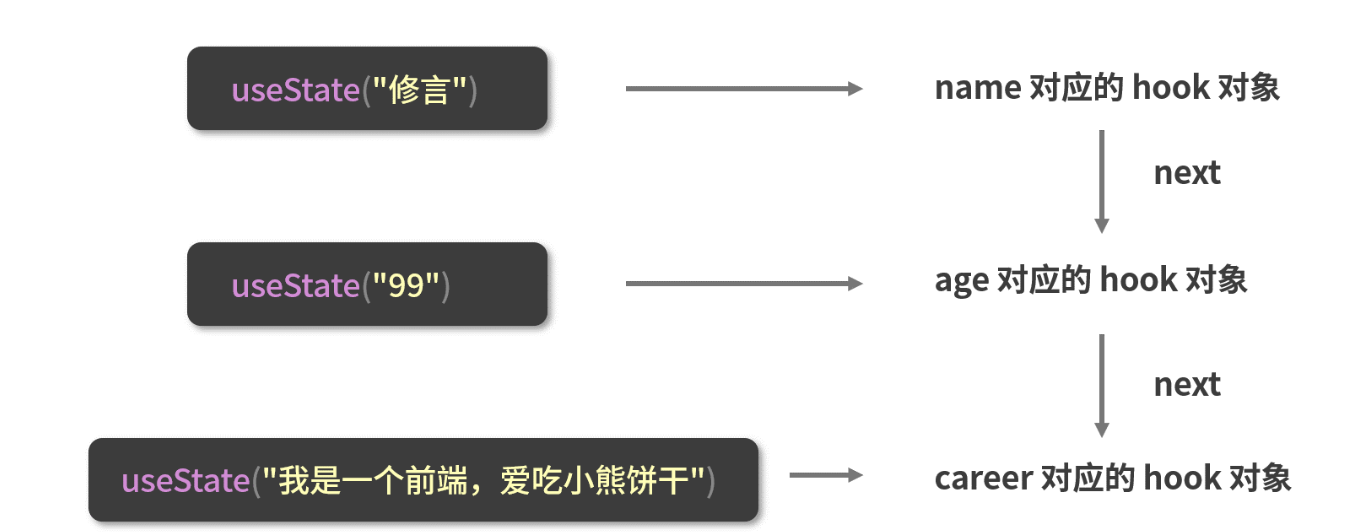 useState("修言")
name 对应的 hook 对象
next
useState("99")
age 对应的 hook 对象
next
useState("我是一个前端，爱吃小熊饼干")
career 对应的 hook 对象